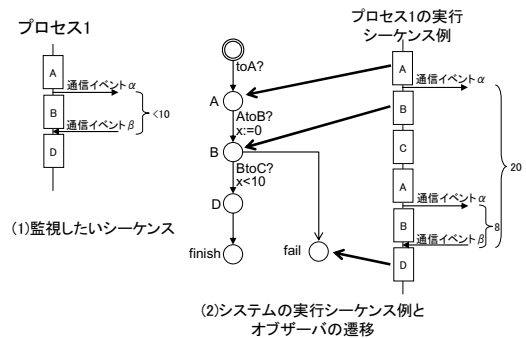 プロセス1
A
通信イベントα
B
<10
通信イベントβ
D
(1)監視したいシーケンス
toA?
A
AtoB?
x:=0
B
BtoC?
x<10
D
finish
fail
プロセス1の実行
シーケンス例
A
通信イベントα
B
C
20
A
通信イベントα
B
8
通信イベントβ
D
(2)システムの実行シーケンス例と
オブザーバの遷移